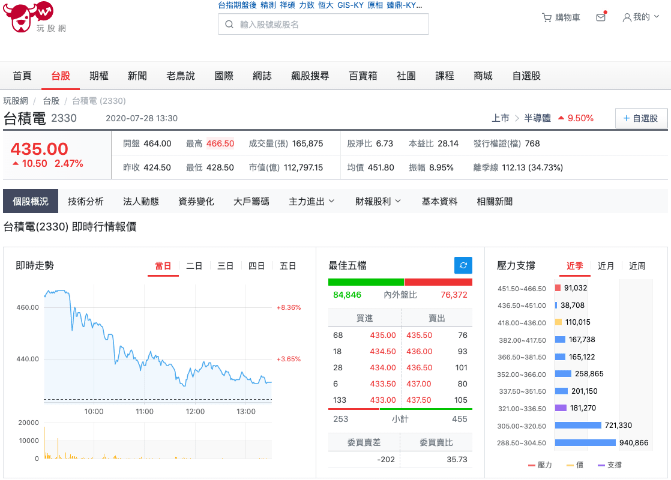 台指期盤後 精測 祥碩 力致 恆大 GIS-KY 原相 鐘鼎-KY...
玩股網
輸入股號或股名
購物車
我的
首頁 台股 期權 新聞 老烏說 國際 網誌 飆股搜尋 百寶箱 社團 課程 商城 自選股
玩股網 / 台股 / 台積電 (2330)
台積電 2330 2020-07-28 13:30 上市 > 半導體 ▲ 9.50% + 自選股
435.00
▲ 10.50 2.47%
開盤 464.00 最高 466.50 成交量(張) 165,875 股淨比 6.73 本益比 28.14 發行權證(檔) 768
昨收 424.50 最低 428.50 市值(億) 112,797.15 均價 451.80 振幅 8.95% 離季線 112.13 (34.73%)
個股概況 技術分析 法人動態 資券變化 大戶籌碼 主力進出 財報股利 基本資料 相關新聞
台積電(2330) 即時行情報價
即時走勢 當日 二日 三日 四日 五日
460.00 +8.36%
440.00 +3.65%
10:00 11:00 12:00 13:00
20000
10000
0
最佳五檔
84,846 內外盤比 76,372
買進 賣出
68 435.00 435.50 76
18 434.50 436.00 93
28 434.00 436.50 101
6 433.50 437.00 80
133 433.00 437.50 105
253 小計 455
委買賣差 委買賣比
-202 35.73
壓力支撐 近季 近月 近周
451.50~466.50 91,032
436.50~451.00 38,708
418.00~436.00 110,015
382.00~417.50 167,738
366.50~381.50 165,122
352.00~366.00 258,865
337.50~351.50 201,150
321.00~336.50 181,270
305.00~320.50 721,330
288.50~304.50 940,866
壓力 價 支撐